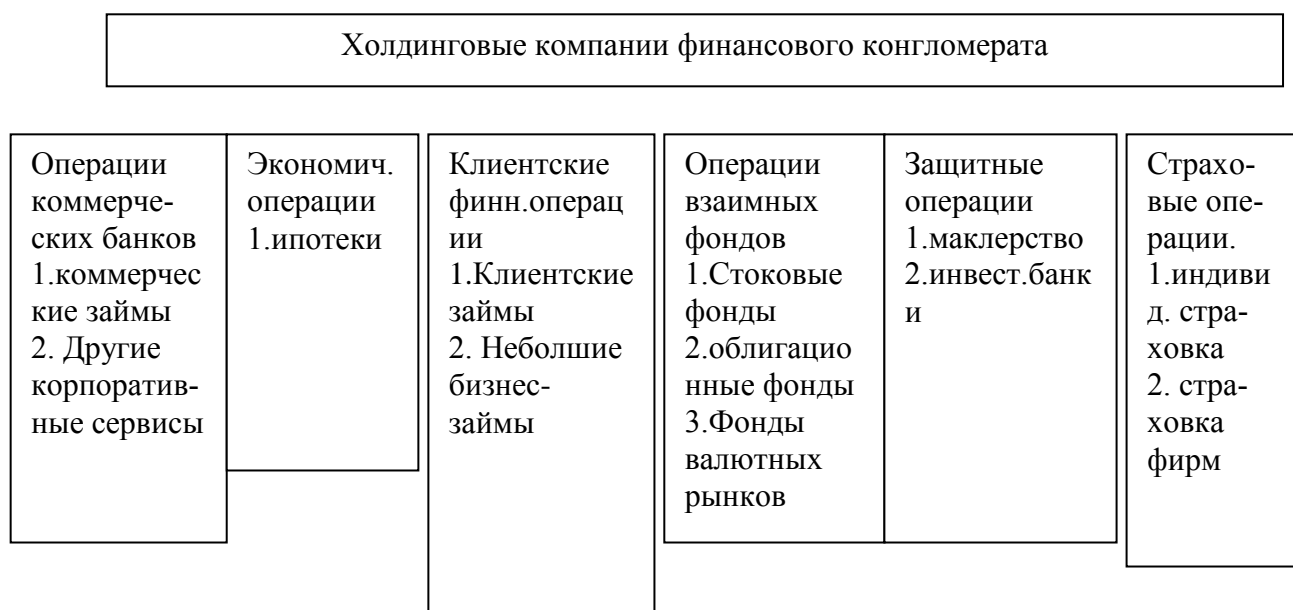 Холдинговые компании финансового конгломерата
Операции
коммерче-
ских банков
1.коммерчес
кие займы
2. Другие
корпоратив-
ные сервисы
Экономич.
операции
1.ипотеки
Клиентские
финн.операц
ии
1.Клиентские
займы
2. Неболшие
бизнес-
займы
Операции
взаимных
фондов
1.Стоковые
фонды
2.облигацио
нные фонды
3.Фонды
валютных
рынков
Защитные
операции
1.маклерство
2.инвест.банк
и
Страхо-
вые опе-
рации.
1.индиви
д. стра-
ховка
2. стра-
ховка
фирм